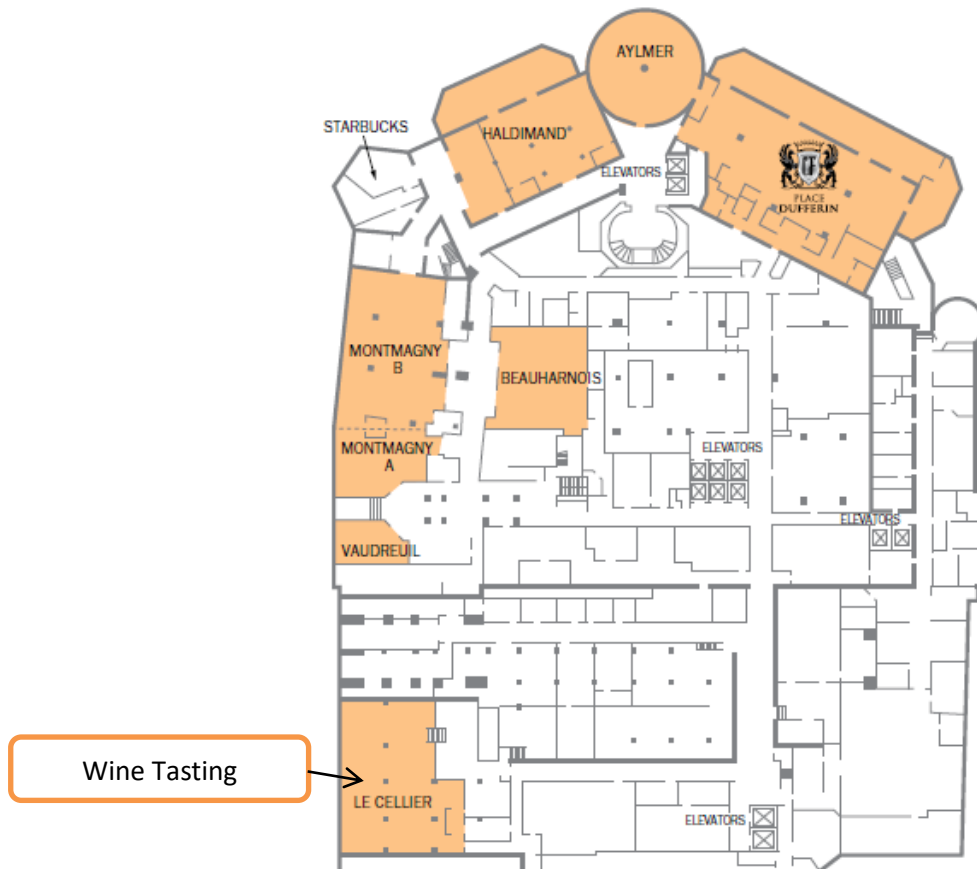 AYLMER
STARBUCKS
HALDIMAND
ELEVATORS
PLACE
DUFFERIN
MONTMAGNY
B
BEAUHARNOIS
MONTMAGNY
A
ELEVATORS
ELEVATORS
VAUDREUIL
Wine Tasting
LE CELLIER
ELEVATORS